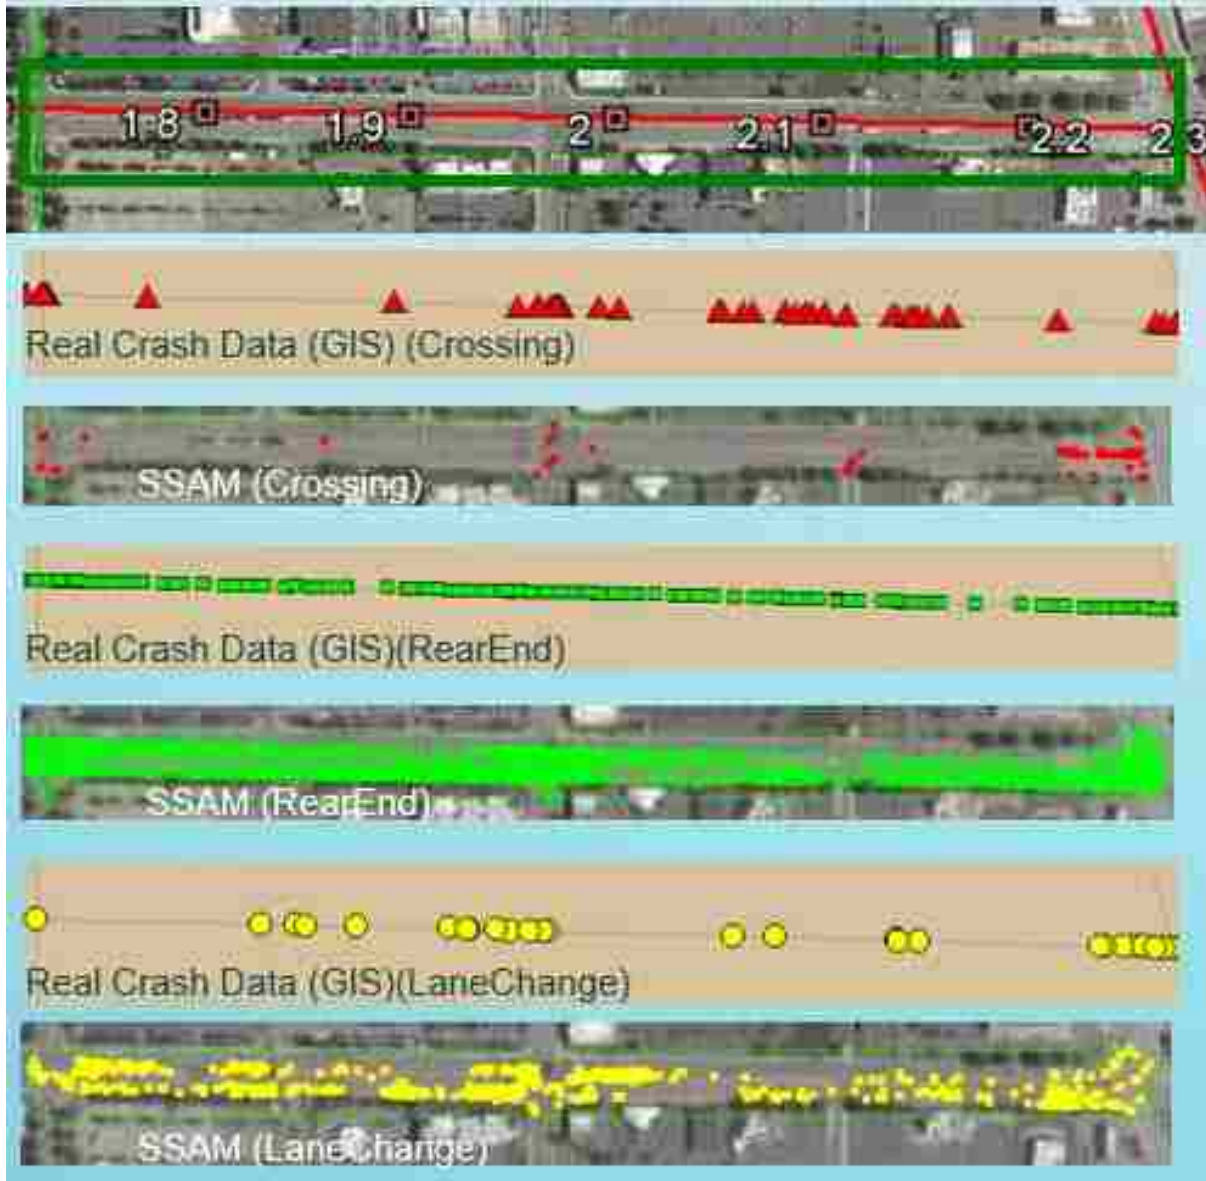 1.8 1.9 2 2.1 2.2 2.3
Real Crash Data (GIS) (Crossing)
SSAM (Crossing)
Real Crash Data (GIS)(RearEnd)
SSAM (RearEnd)
Real Crash Data (GIS)(LaneChange)
SSAM (LaneChange)